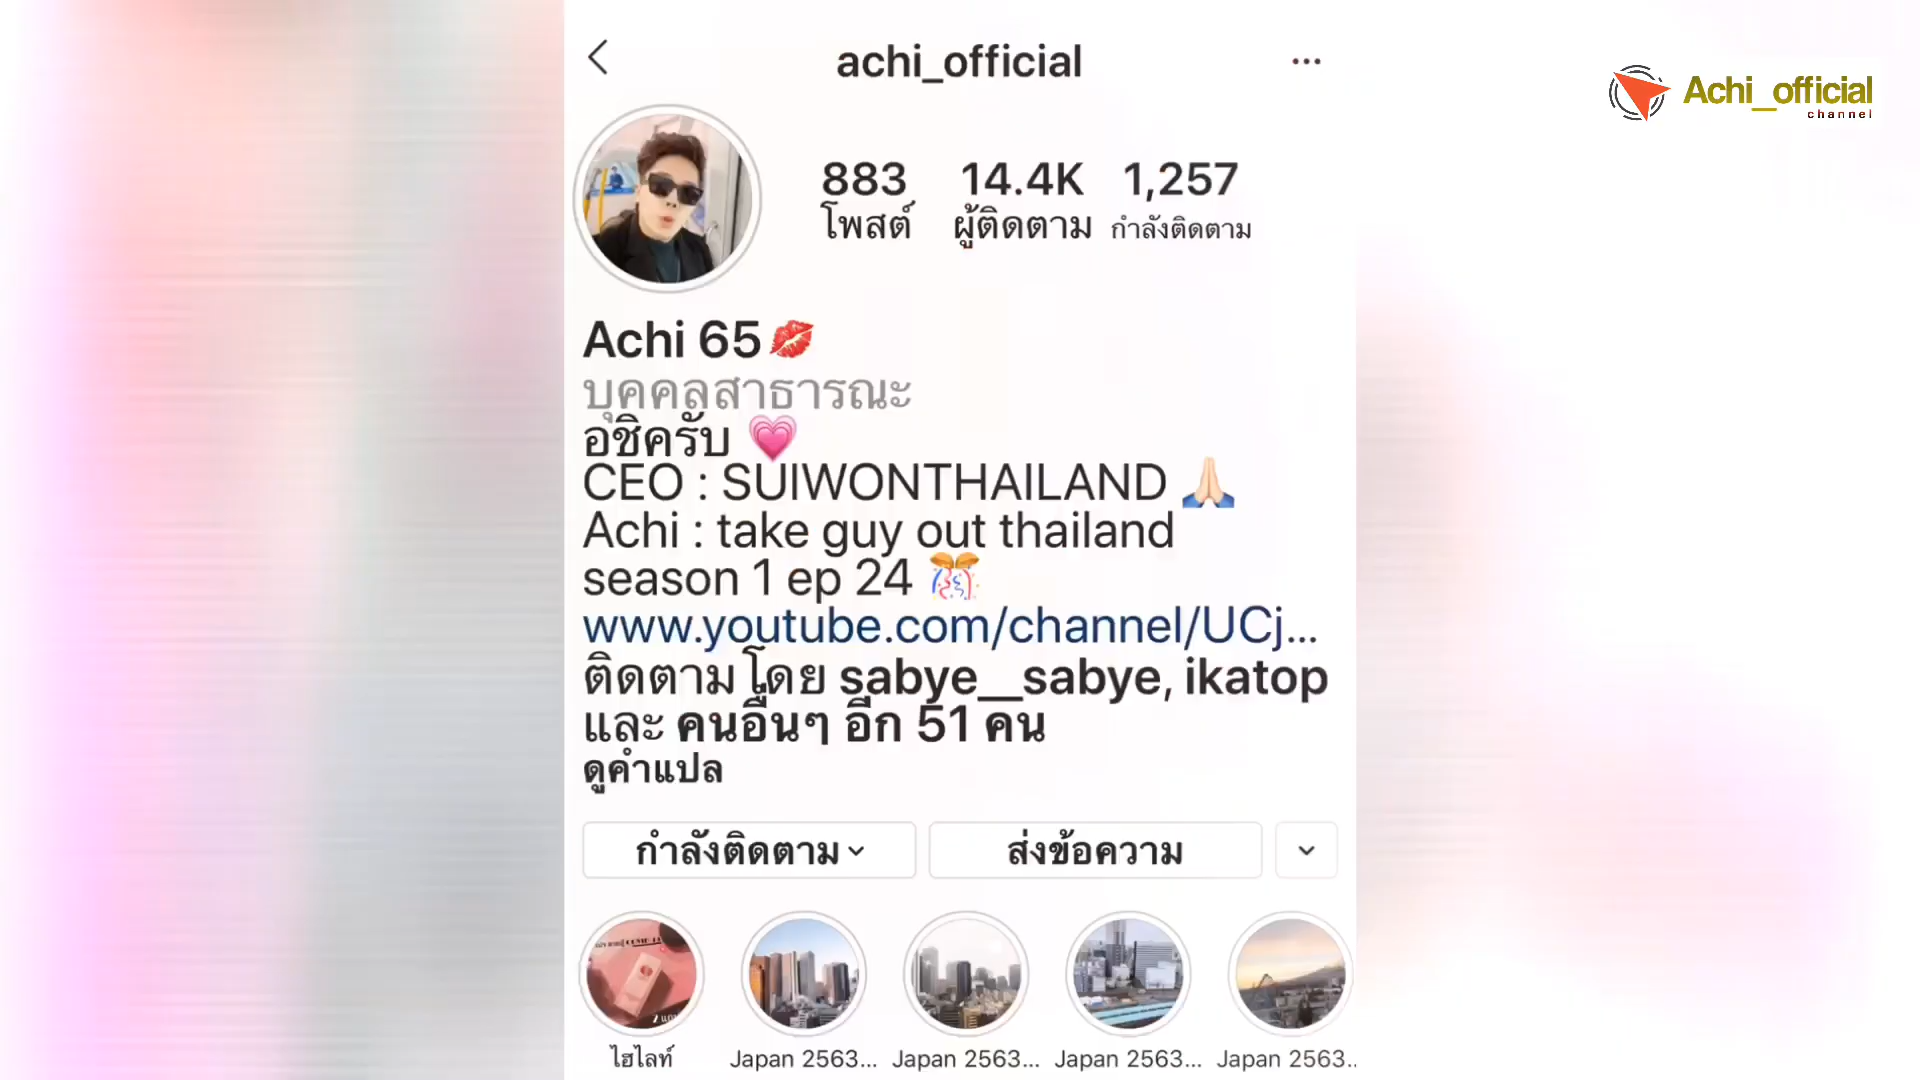 achi_official
Achi_official
channel
883
14.4K
1,257
โพสต์
ผู้ติดตาม
กำลังติดตาม
Achi 65💋
บุคคลสาธารณะ
อชิครับ 💗
CEO : SUIWONTHAILAND 🙏🏻
Achi : take guy out thailand
season 1 ep 24 🎊
www.youtube.com/channel/UCj...
ติดตามโดย sabye__sabye, ikatop
และ คนอื่นๆ อีก 51 คน
ดูคำแปล
กำลังติดตาม
ส่งข้อความ
ไฮไลท์
Japan 2563...
Japan 2563...
Japan 2563...
Japan 2563..